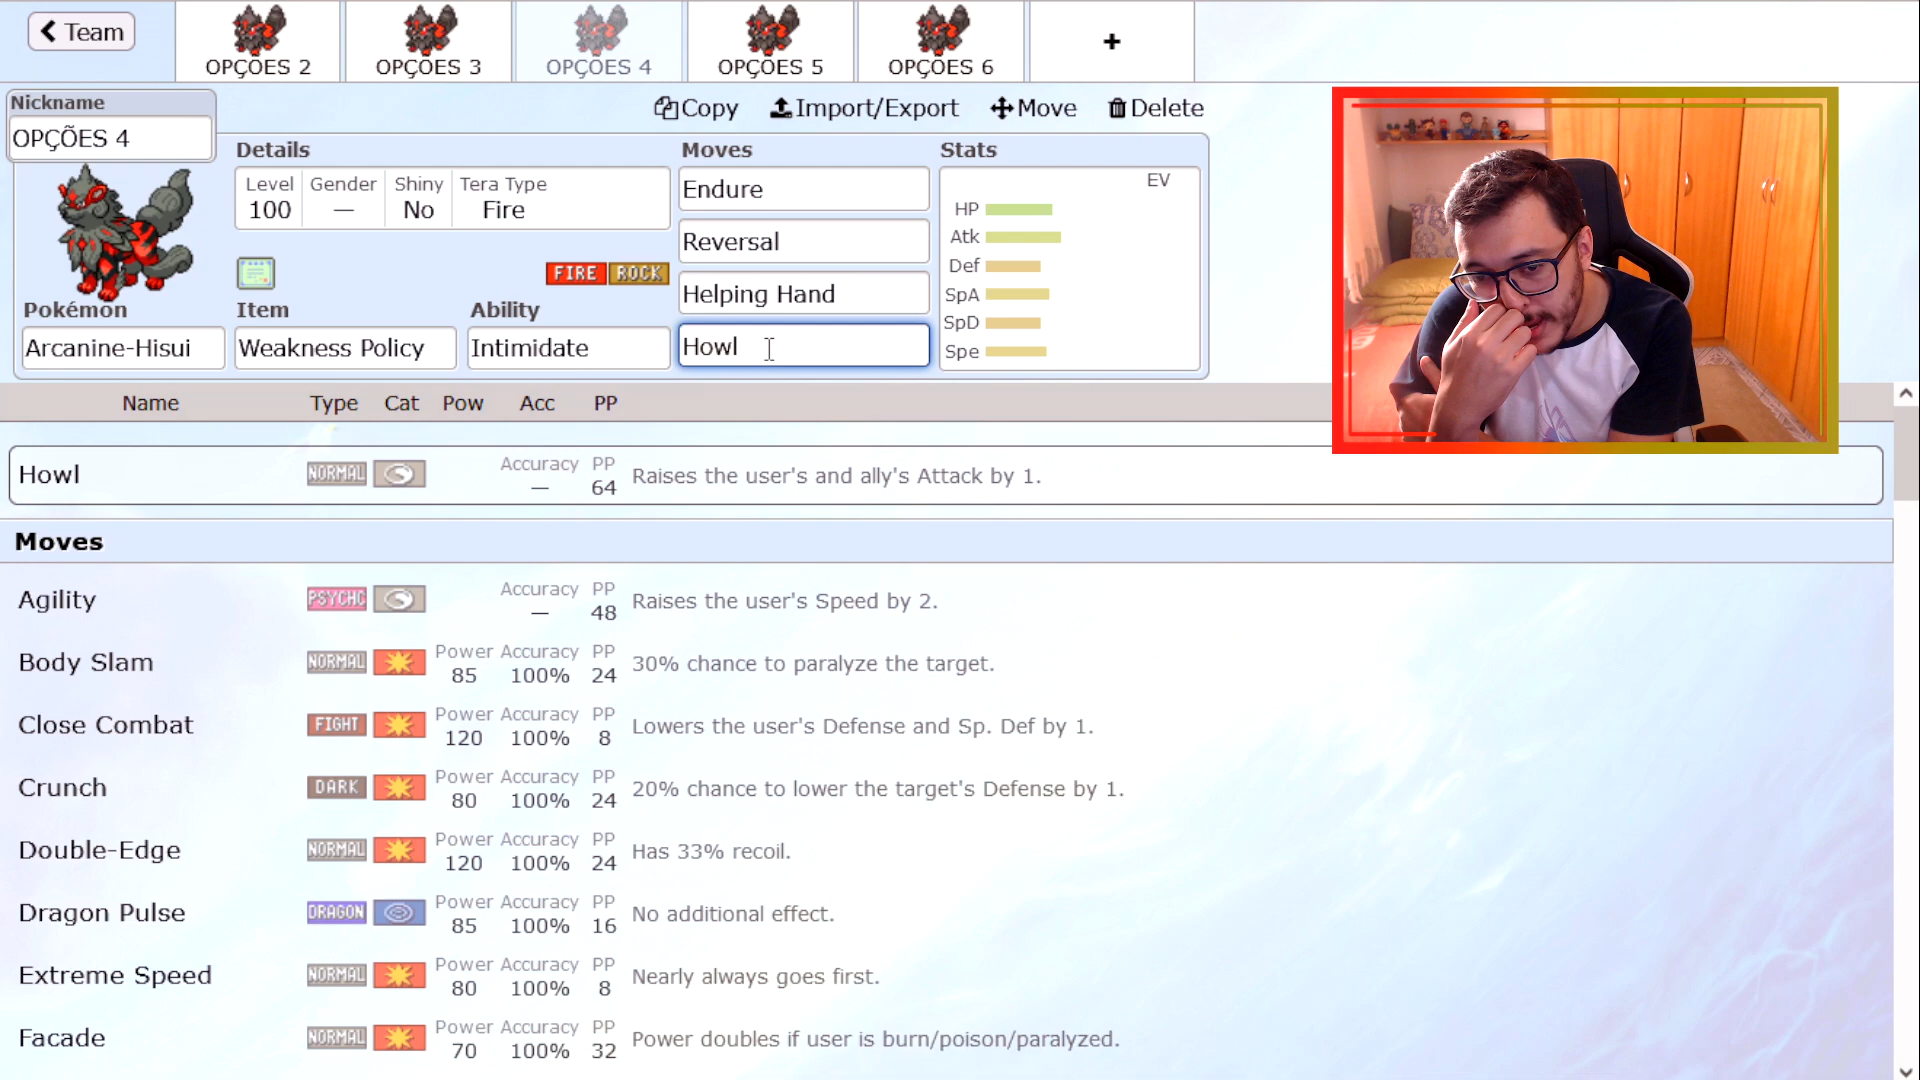 Team
OPÇÕES 2
OPÇÕES 3
OPÇÕES 4
OPÇÕES 5
OPÇÕES 6
+
Nickname
OPÇÕES 4
Copy
Import/Export
Move
Delete
Details
Moves
Stats
Level
Gender
Shiny
Tera Type
100
—
No
Fire
Endure
Reversal
Helping Hand
Howl
EV
HP
Atk
Def
SpA
SpD
Spe
FIRE ROCK
Pokémon
Item
Ability
Arcanine-Hisui
Weakness Policy
Intimidate
Name Type Cat Pow Acc PP
Howl NORMAL Accuracy — PP 64 Raises the user's and ally's Attack by 1.
Moves
Agility PSYCHC Accuracy — PP 48 Raises the user's Speed by 2.
Body Slam NORMAL Power 85 Accuracy 100% PP 24 30% chance to paralyze the target.
Close Combat FIGHT Power 120 Accuracy 100% PP 8 Lowers the user's Defense and Sp. Def by 1.
Crunch DARK Power 80 Accuracy 100% PP 24 20% chance to lower the target's Defense by 1.
Double-Edge NORMAL Power 120 Accuracy 100% PP 24 Has 33% recoil.
Dragon Pulse DRAGON Power 85 Accuracy 100% PP 16 No additional effect.
Extreme Speed NORMAL Power 80 Accuracy 100% PP 8 Nearly always goes first.
Facade NORMAL Power 70 Accuracy 100% PP 32 Power doubles if user is burn/poison/paralyzed.